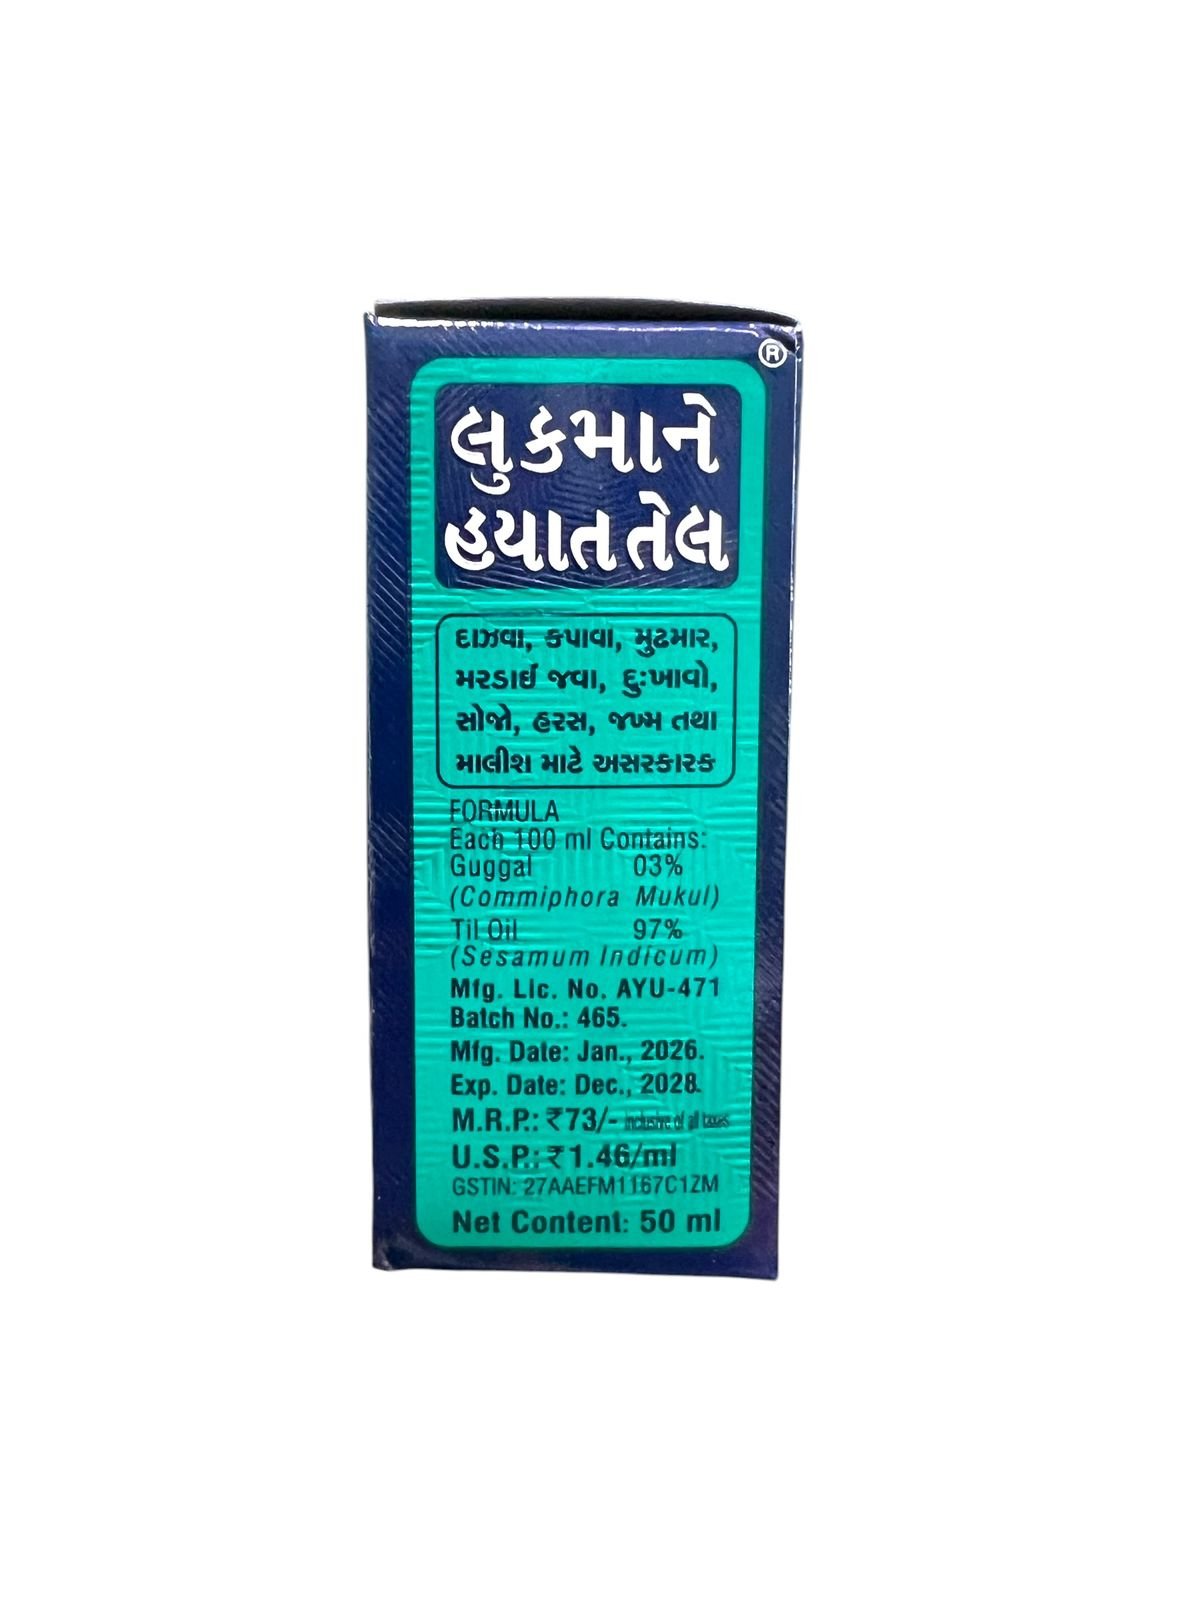 ®
લુકમાને
હયાત તેલ
દાઝવા, કપાવા, મુઢમાર,
મરડાઈ જવા, દુઃખાવો,
સોજો, હરસ, જખ્મ તથા
માલીશ માટે અસરકારક
FORMULA
Each 100 ml Contains:
Guggal 03%
(Commiphora Mukul)
Til Oil 97%
(Sesamum Indicum)
Mfg. Lic. No. AYU-471
Batch No.: 465.
Mfg. Date: Jan., 2026.
Exp. Date: Dec., 2028.
M.R.P.: ₹73/- inclusive of all taxes
U.S.P.: ₹1.46/ml
GSTIN: 27AAEFM1167C1ZM
Net Content: 50 ml